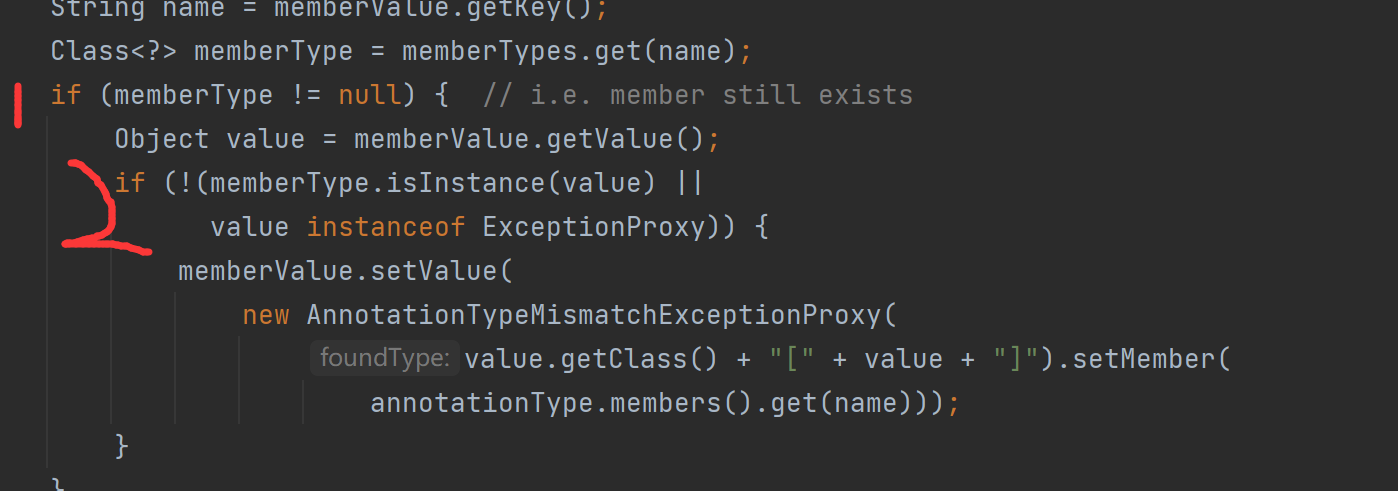 String name = memberValue.getKey();
Class<?> memberType = memberTypes.get(name);
1 if (memberType != null) {  // i.e. member still exists
Object value = memberValue.getValue();
2 if (!(memberType.isInstance(value) ||
value instanceof ExceptionProxy)) {
memberValue.setValue(
new AnnotationTypeMismatchExceptionProxy(
foundType: value.getClass() + "[" + value + "]").setMember(
annotationType.members().get(name)));
}
}